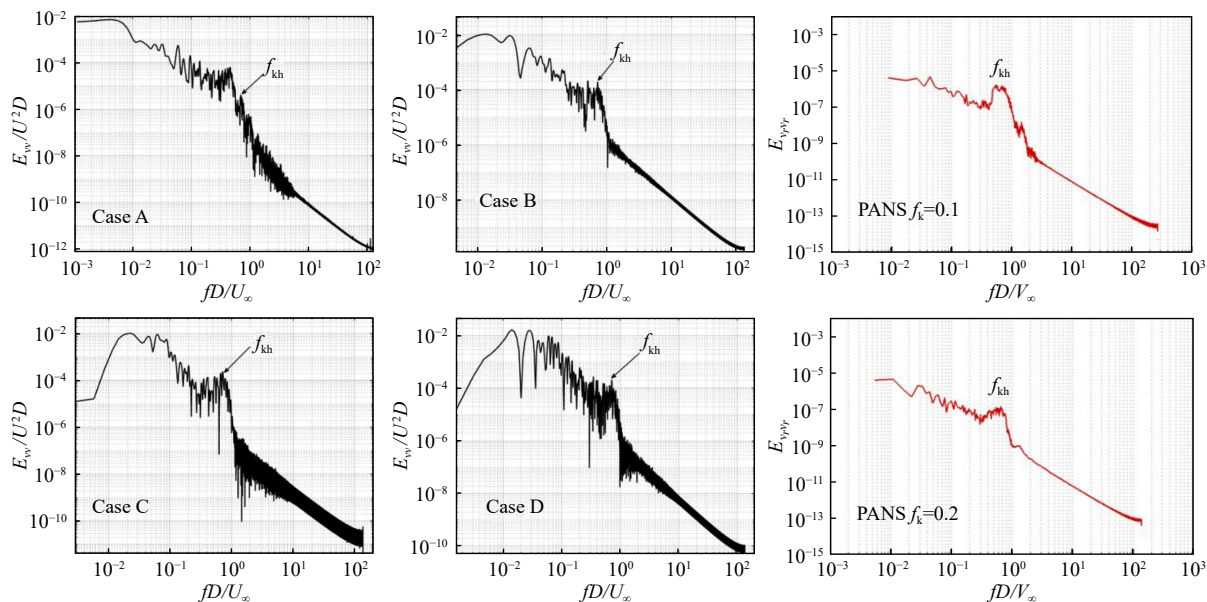 E_vv/U²D
10⁻²
10⁻⁴
10⁻⁶
10⁻⁸
10⁻¹⁰
10⁻¹²
f_kh
Case A
10⁻³
10⁻²
10⁻¹
10⁰
10¹
10²
fD/U_∞
E_vv/U²D
10⁻²
10⁻⁴
10⁻⁶
10⁻⁸
f_kh
Case B
10⁻²
10⁻¹
10⁰
10¹
10²
fD/U_∞
E_vᵣvᵣ
10⁻³
10⁻⁵
10⁻⁷
10⁻⁹
10⁻¹¹
10⁻¹³
10⁻¹⁵
f_kh
PANS f_k=0.1
10⁻³
10⁻²
10⁻¹
10⁰
10¹
10²
10³
fD/V_∞
E_vv/U²D
10⁻²
10⁻⁴
10⁻⁶
10⁻⁸
10⁻¹⁰
f_kh
Case C
10⁻²
10⁻¹
10⁰
10¹
10²
fD/U_∞
E_vv/U²D
10⁻²
10⁻⁴
10⁻⁶
10⁻⁸
10⁻¹⁰
f_kh
Case D
10⁻²
10⁻¹
10⁰
10¹
10²
fD/U_∞
E_vᵣvᵣ
10⁻³
10⁻⁵
10⁻⁷
10⁻⁹
10⁻¹¹
10⁻¹³
10⁻¹⁵
f_kh
PANS f_k=0.2
10⁻³
10⁻²
10⁻¹
10⁰
10¹
10²
10³
fD/V_∞